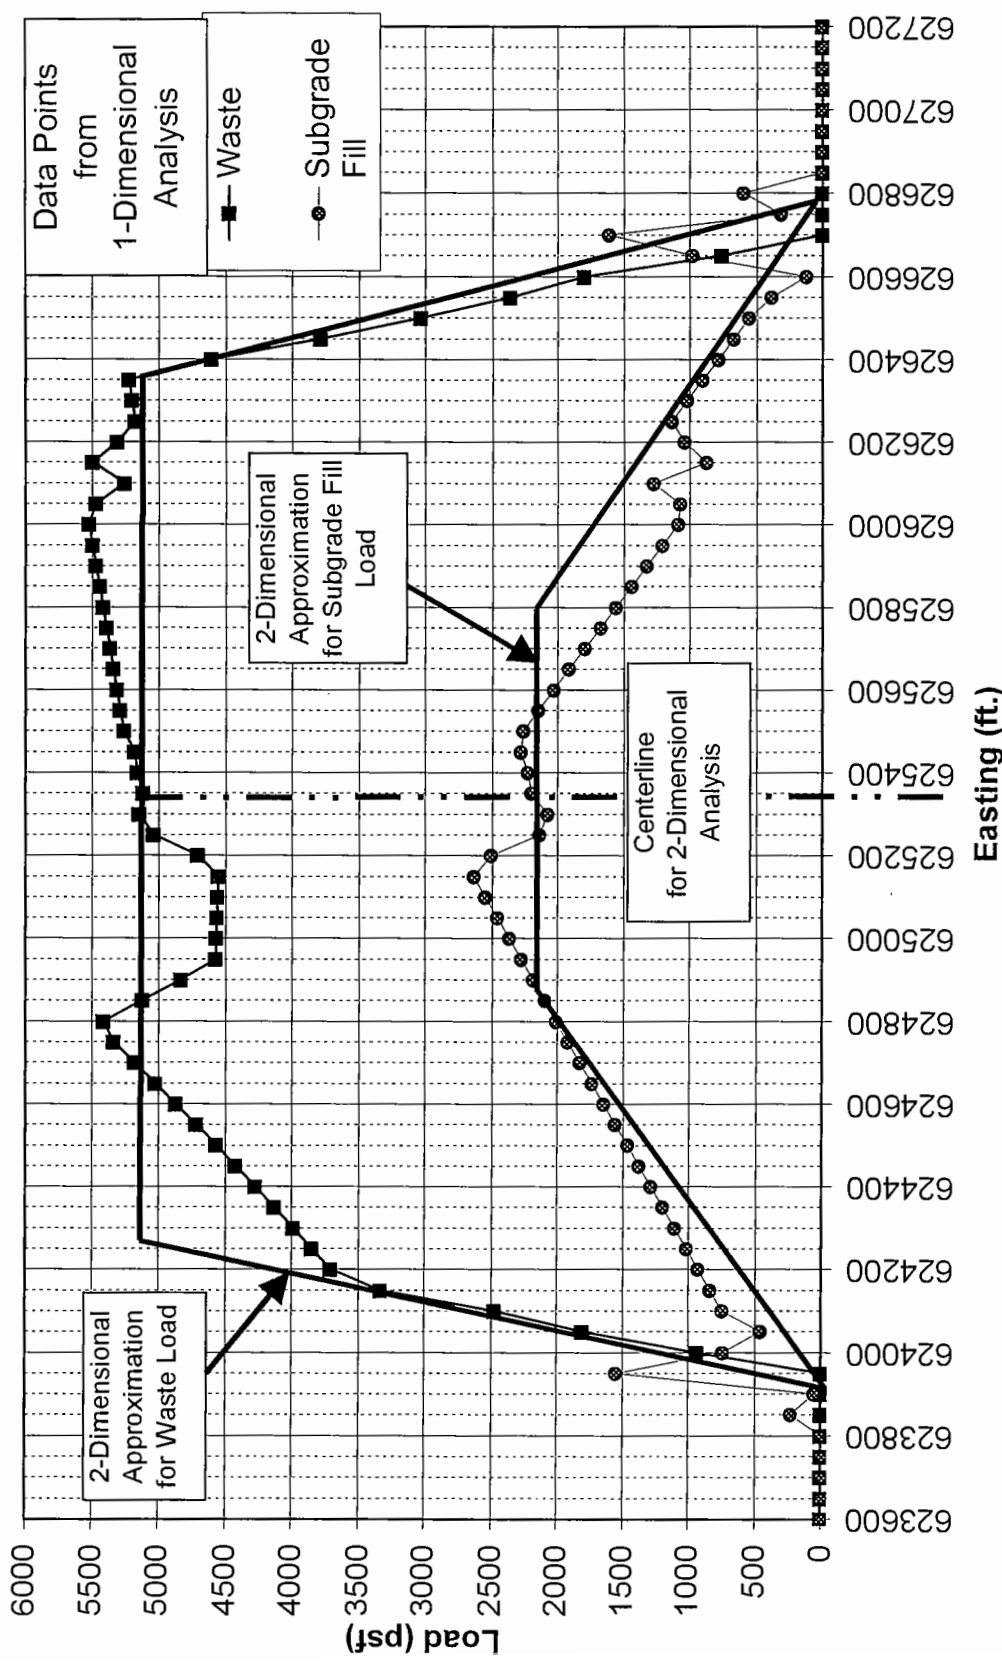 Data Points
from
1-Dimensional
Analysis
Waste
Subgrade
Fill
2-Dimensional
Approximation
for Waste Load
2-Dimensional
Approximation
for Subgrade Fill
Load
Centerline
for 2-Dimensional
Analysis
Load (psf)
6000
5500
5000
4500
4000
3500
3000
2500
2000
1500
1000
500
0
623600
623800
624000
624200
624400
624600
624800
625000
625200
625400
625600
625800
626000
626200
626400
626600
626800
627000
627200
Easting (ft.)